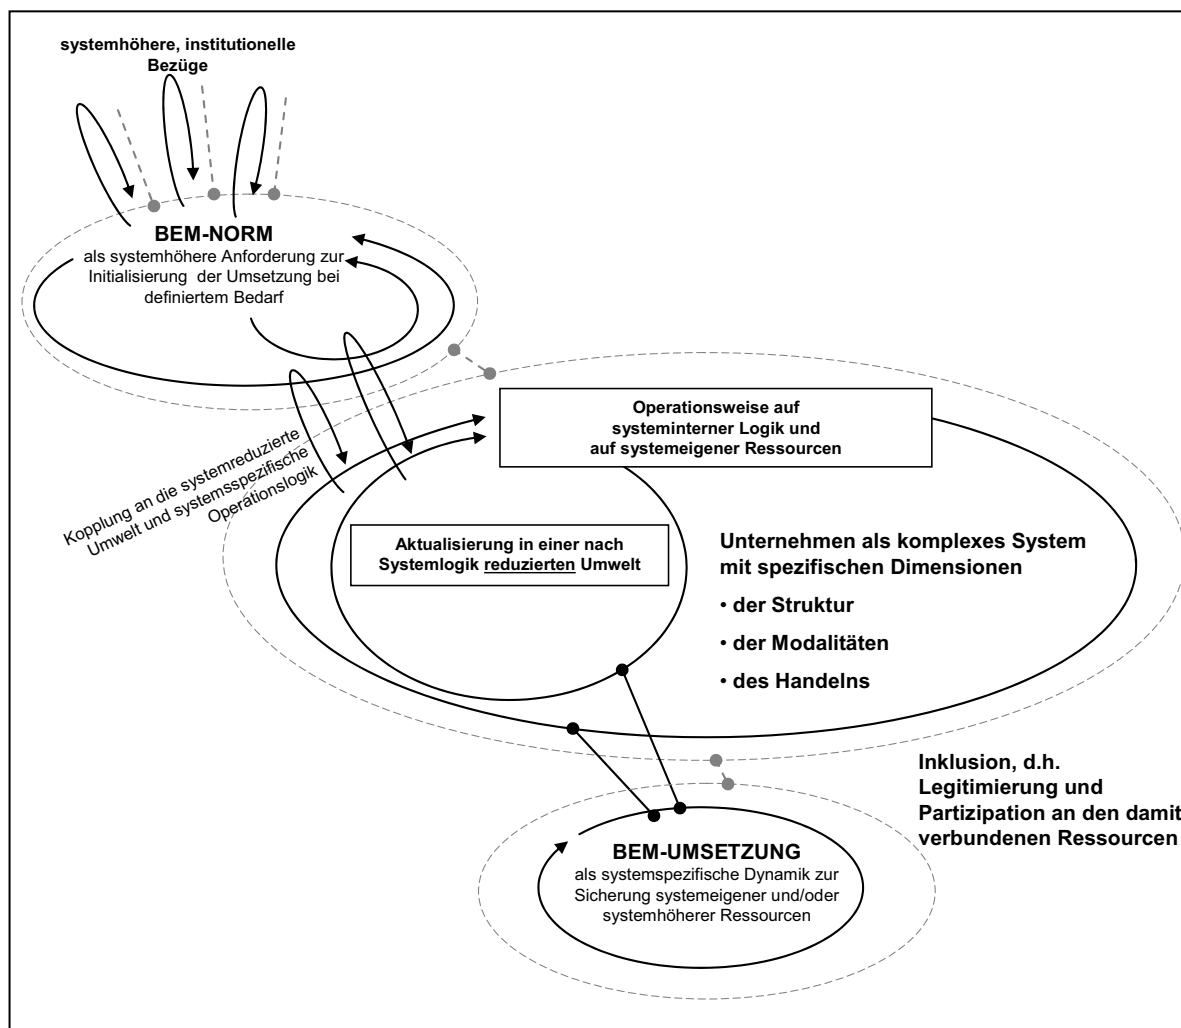 systemhöhere, institutionelle
Bezüge
BEM-NORM
als systemhöhere Anforderung zur
Initialisierung der Umsetzung bei
definiertem Bedarf
Kopplung an die systemreduzierte
Umwelt und systemsspezifische
Operationslogik
Operationsweise auf
systeminterner Logik und
auf systemeigener Ressourcen
Aktualisierung in einer nach
Systemlogik reduzierten Umwelt
Unternehmen als komplexes System
mit spezifischen Dimensionen
• der Struktur
• der Modalitäten
• des Handelns
Inklusion, d.h.
Legitimierung und
Partizipation an den damit
verbundenen Ressourcen
BEM-UMSETZUNG
als systemspezifische Dynamik zur
Sicherung systemeigener und/oder
systemhöherer Ressourcen